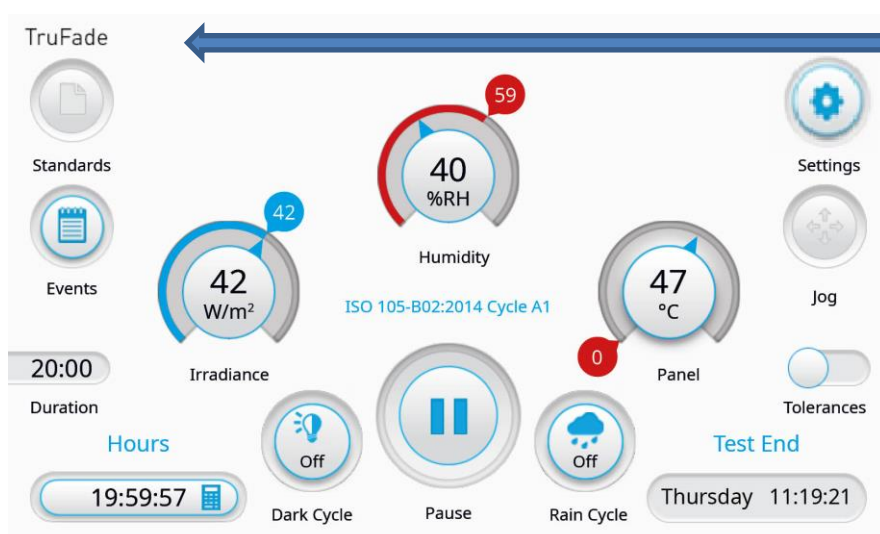 TruFade
Standards
Events
20:00
Duration
Hours
19:59:57
42
42
W/m²
Irradiance
59
40
%RH
Humidity
ISO 105-B02:2014 Cycle A1
Off
Dark Cycle
Pause
Off
Rain Cycle
47
°C
0
Panel
Settings
Jog
Tolerances
Test End
Thursday 11:19:21